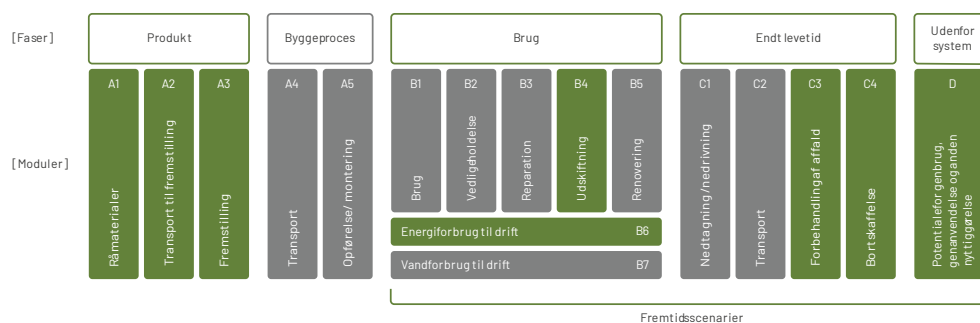 [Faser]
Produkt
Byggeproces
Brug
Endt levetid
Udenfor
system
[Moduler]
A1
Råmaterialer
A2
Transport til fremstilling
A3
Fremstilling
A4
Transport
A5
Opførelse/ montering
B1
Brug
B2
Vedligeholdelse
B3
Reparation
B4
Udskiftning
B5
Renovering
Energiforbrug til drift B6
Vandforbrug til drift B7
C1
Nedtagning/nedrivning
C2
Transport
C3
Forbehandling af affald
C4
Bortskaffelse
D
Potentiale for genbrug,
genanvendelse og anden
nyttiggørelse
Fremtidsscenarier